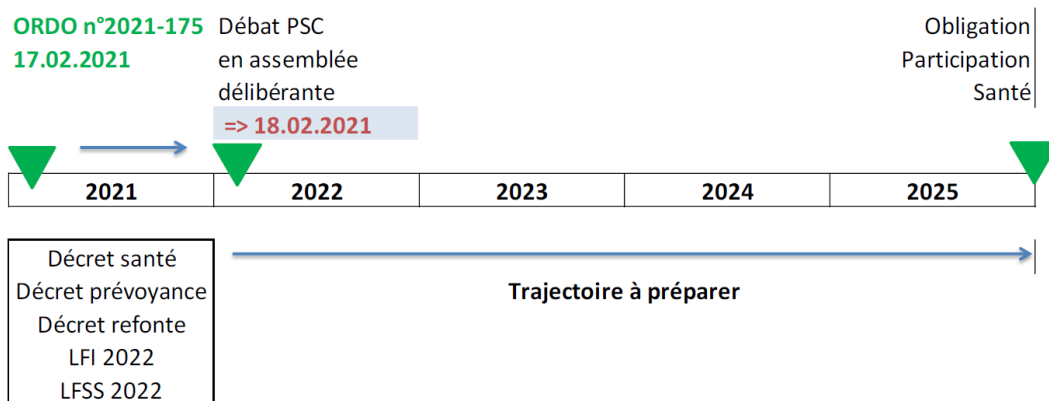 ORDO n°2021-175
17.02.2021
Débat PSC
en assemblée
délibérante
=> 18.02.2021
Obligation
Participation
Santé
2021 2022 2023 2024 2025
Décret santé
Décret prévoyance
Décret refonte
LFI 2022
LFSS 2022
Trajectoire à préparer